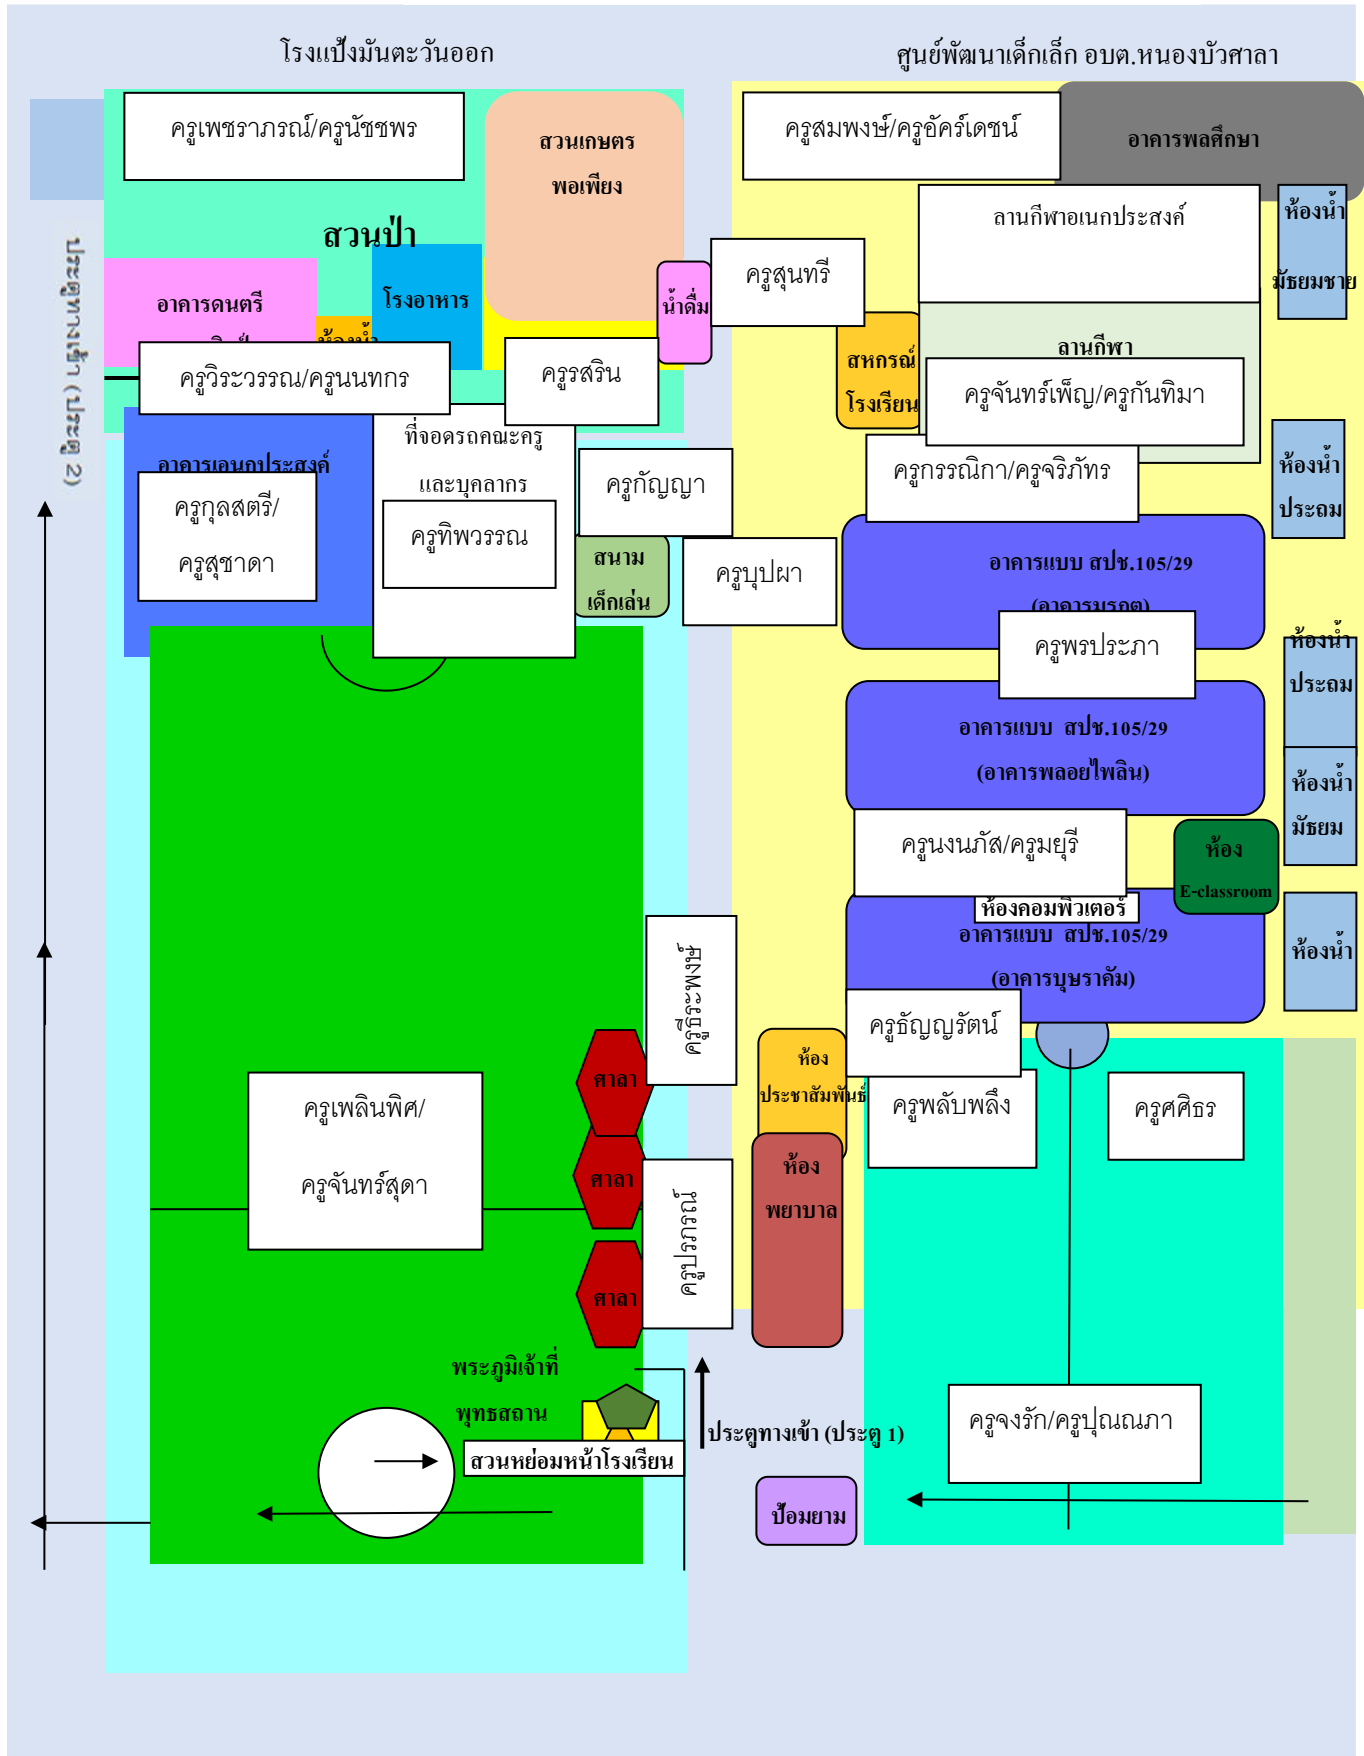 โรงแป้งมันตะวันออก
ศูนย์พัฒนาเด็กเล็ก อบต.หนองบัวศาลา
ครูเพชราภรณ์/ครูนัชชพร
สวนเกษตร
พอเพียง
ครูสมพงษ์/ครูอัคร์เดชน์
อาคารพลศึกษา
สวนป่า
ลานกีฬาอเนกประสงค์
ห้องน้ำ
มัธยมชาย
ประตูทางเข้า (ประตู 2)
อาคารดนตรี
ห้องน้ำ
โรงอาหาร
น้ำดื่ม
ครูสุนทรี
สหกรณ์
โรงเรียน
ลานกีฬา
ครูวิระวรรณ/ครูนนทกร
ครูรสริน
ครูจันทร์เพ็ญ/ครูกันทิมา
อาคารเอนกประสงค์
ครูกุลสตรี/
ครูสุชาดา
ที่จอดรถคณะครู
และบุคลากร
ครูทิพวรรณ
ครูกัญญา
ครูกรรณิกา/ครูจริภัทร
ห้องน้ำ
ประถม
สนาม
เด็กเล่น
ครูบุปผา
อาคารแบบ สปช.105/29
(อาคารมรกต)
ครูพรประภา
ห้องน้ำ
ประถม
อาคารแบบ สปช.105/29
(อาคารพลอยไพลิน)
ห้องน้ำ
มัธยม
ครูนงนภัส/ครูมยุรี
ห้อง
E-classroom
ห้องคอมพิวเตอร์
อาคารแบบ สปช.105/29
(อาคารบุษราคัม)
ห้องน้ำ
ครูธีระพงษ์
ครูธัญญรัตน์
ศาลา
ห้อง
ประชาสัมพันธ์
ครูพลับพลึง
ครูศศิธร
ครูเพลินพิศ/
ครูจันทร์สุดา
ศาลา
ครูปรภรณ์
ห้อง
พยาบาล
ศาลา
พระภูมิเจ้าที่
พุทธสถาน
สวนหย่อมหน้าโรงเรียน
ประตูทางเข้า (ประตู 1)
ครูจงรัก/ครูปุณณภา
ป้อมยาม